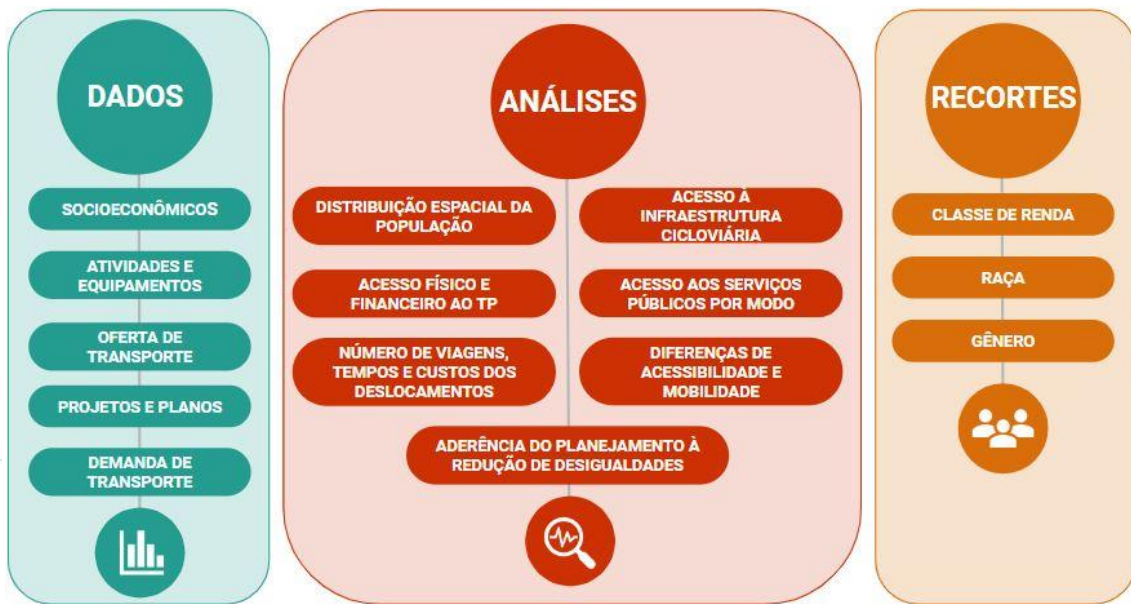 DADOS
SOCIOECONÔMICOS
ATIVIDADES E
EQUIPAMENTOS
OFERTA DE
TRANSPORTE
PROJETOS E PLANOS
DEMANDA DE
TRANSPORTE
ANÁLISES
DISTRIBUIÇÃO ESPACIAL DA
POPULAÇÃO
ACESSO À
INFRAESTRUTURA
CICLOVIÁRIA
ACESSO FÍSICO E
FINANCEIRO AO TP
ACESSO AOS SERVIÇOS
PÚBLICOS POR MODO
NÚMERO DE VIAGENS,
TEMPOS E CUSTOS DOS
DESLOCAMENTOS
DIFERENÇAS DE
ACESSIBILIDADE E
MOBILIDADE
ADERÊNCIA DO PLANEJAMENTO À
REDUÇÃO DE DESIGUALDADES
RECORTES
CLASSE DE RENDA
RAÇA
GÊNERO